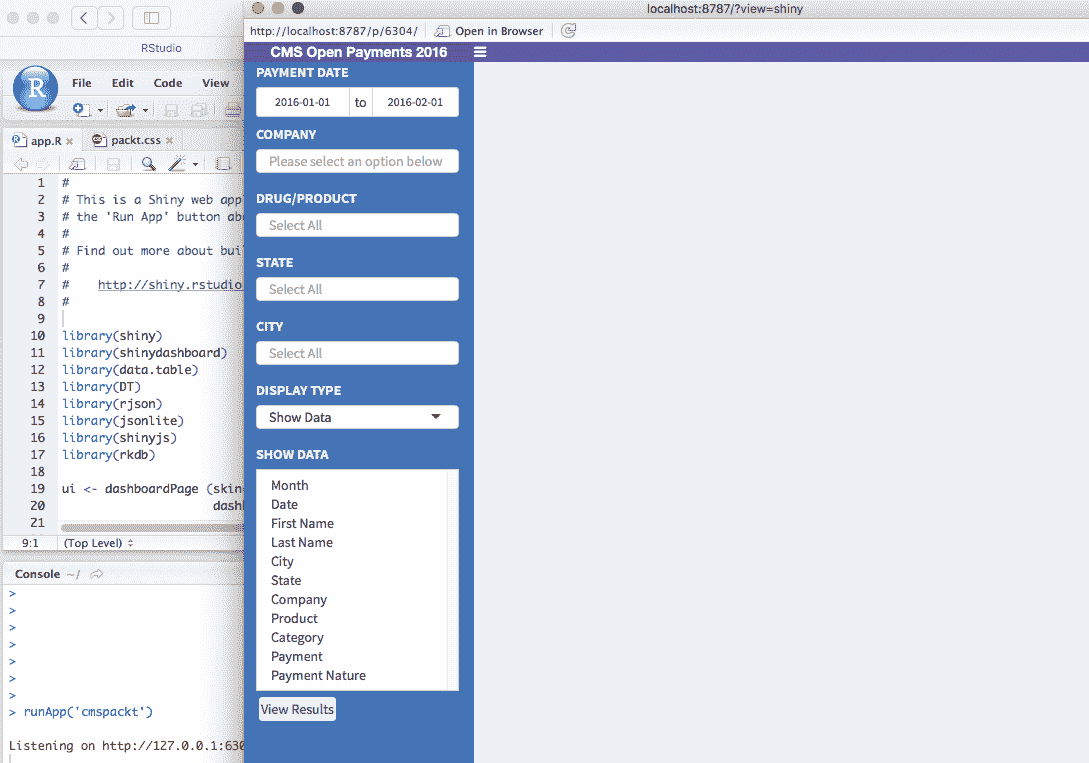 localhost:8787/?view=shiny
http://localhost:8787/p/6304/ Open in Browser
RStudio
CMS Open Payments 2016
R File Edit Code View
app.R packt.css
1 #
2 # This is a Shiny web app
3 # the 'Run App' button abo
4 #
5 # Find out more about buil
6 #
7 # http://shiny.rstudio
8 #
9
10 library(shiny)
11 library(shinydashboard)
12 library(data.table)
13 library(DT)
14 library(rjson)
15 library(jsonlite)
16 library(shinyjs)
17 library(rkdb)
18
19 ui <- dashboardPage (skin=
20 dashb
21
9:1 (Top Level)
Console ~/
>
>
>
>
>
>
>
> runApp('cmspackt')
Listening on http://127.0.0.1:630
PAYMENT DATE
2016-01-01 to 2016-02-01
COMPANY
Please select an option below
DRUG/PRODUCT
Select All
STATE
Select All
CITY
Select All
DISPLAY TYPE
Show Data
SHOW DATA
Month
Date
First Name
Last Name
City
State
Company
Product
Category
Payment
Payment Nature
View Results